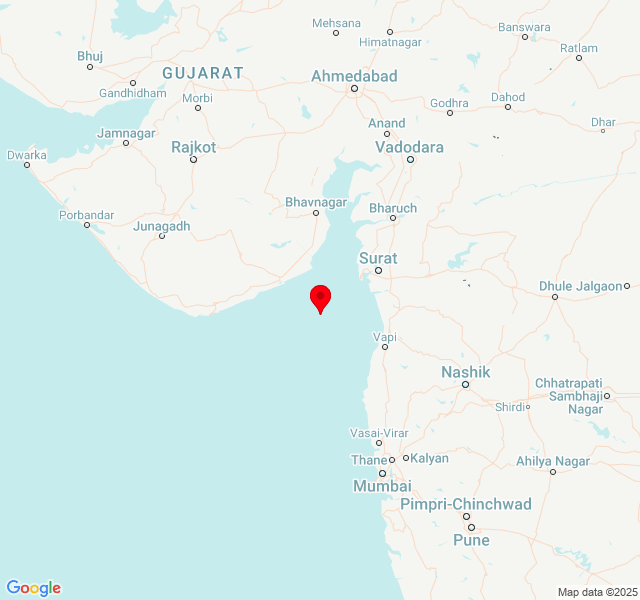 Mehsana
Himatnagar
Banswara
Ratlam
Bhuj
GUJARAT
Ahmedabad
Gandhidham
Morbi
Godhra
Dahod
Jamnagar
Anand
Dhar
Dwarka
Rajkot
Vadodara
Porbandar
Junagadh
Bhavnagar
Bharuch
Surat
Dhule
Jalgaon
Vapi
Nashik
Chhatrapati
Sambhaji
Nagar
Shirdi
Vasai-Virar
Thane
Kalyan
Ahilya Nagar
Mumbai
Pimpri-Chinchwad
Pune
Google
Map data ©2025